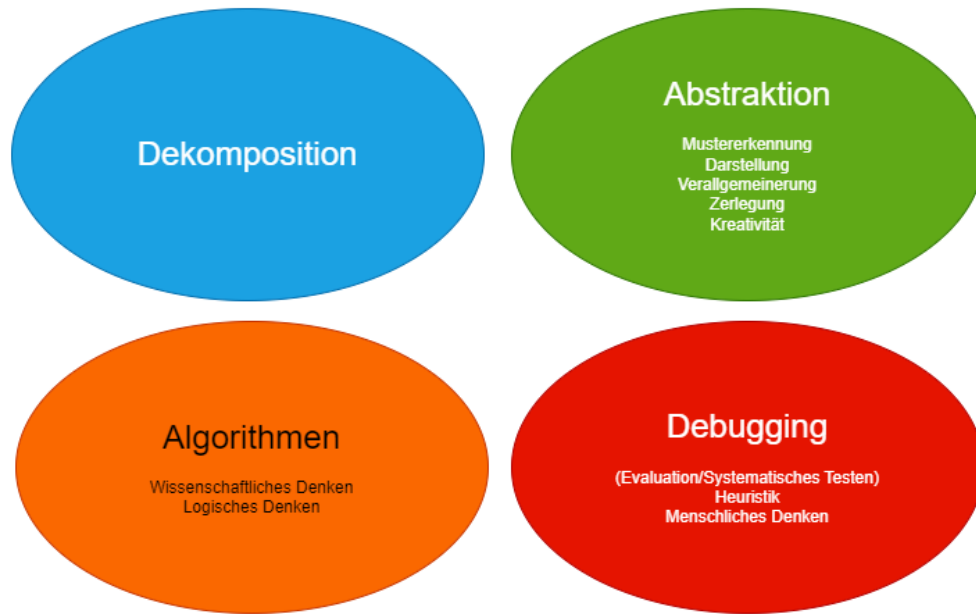 Dekomposition
Abstraktion
Mustererkennung
Darstellung
Verallgemeinerung
Zerlegung
Kreativität
Algorithmen
Wissenschaftliches Denken
Logisches Denken
Debugging
(Evaluation/Systematisches Testen)
Heuristik
Menschliches Denken